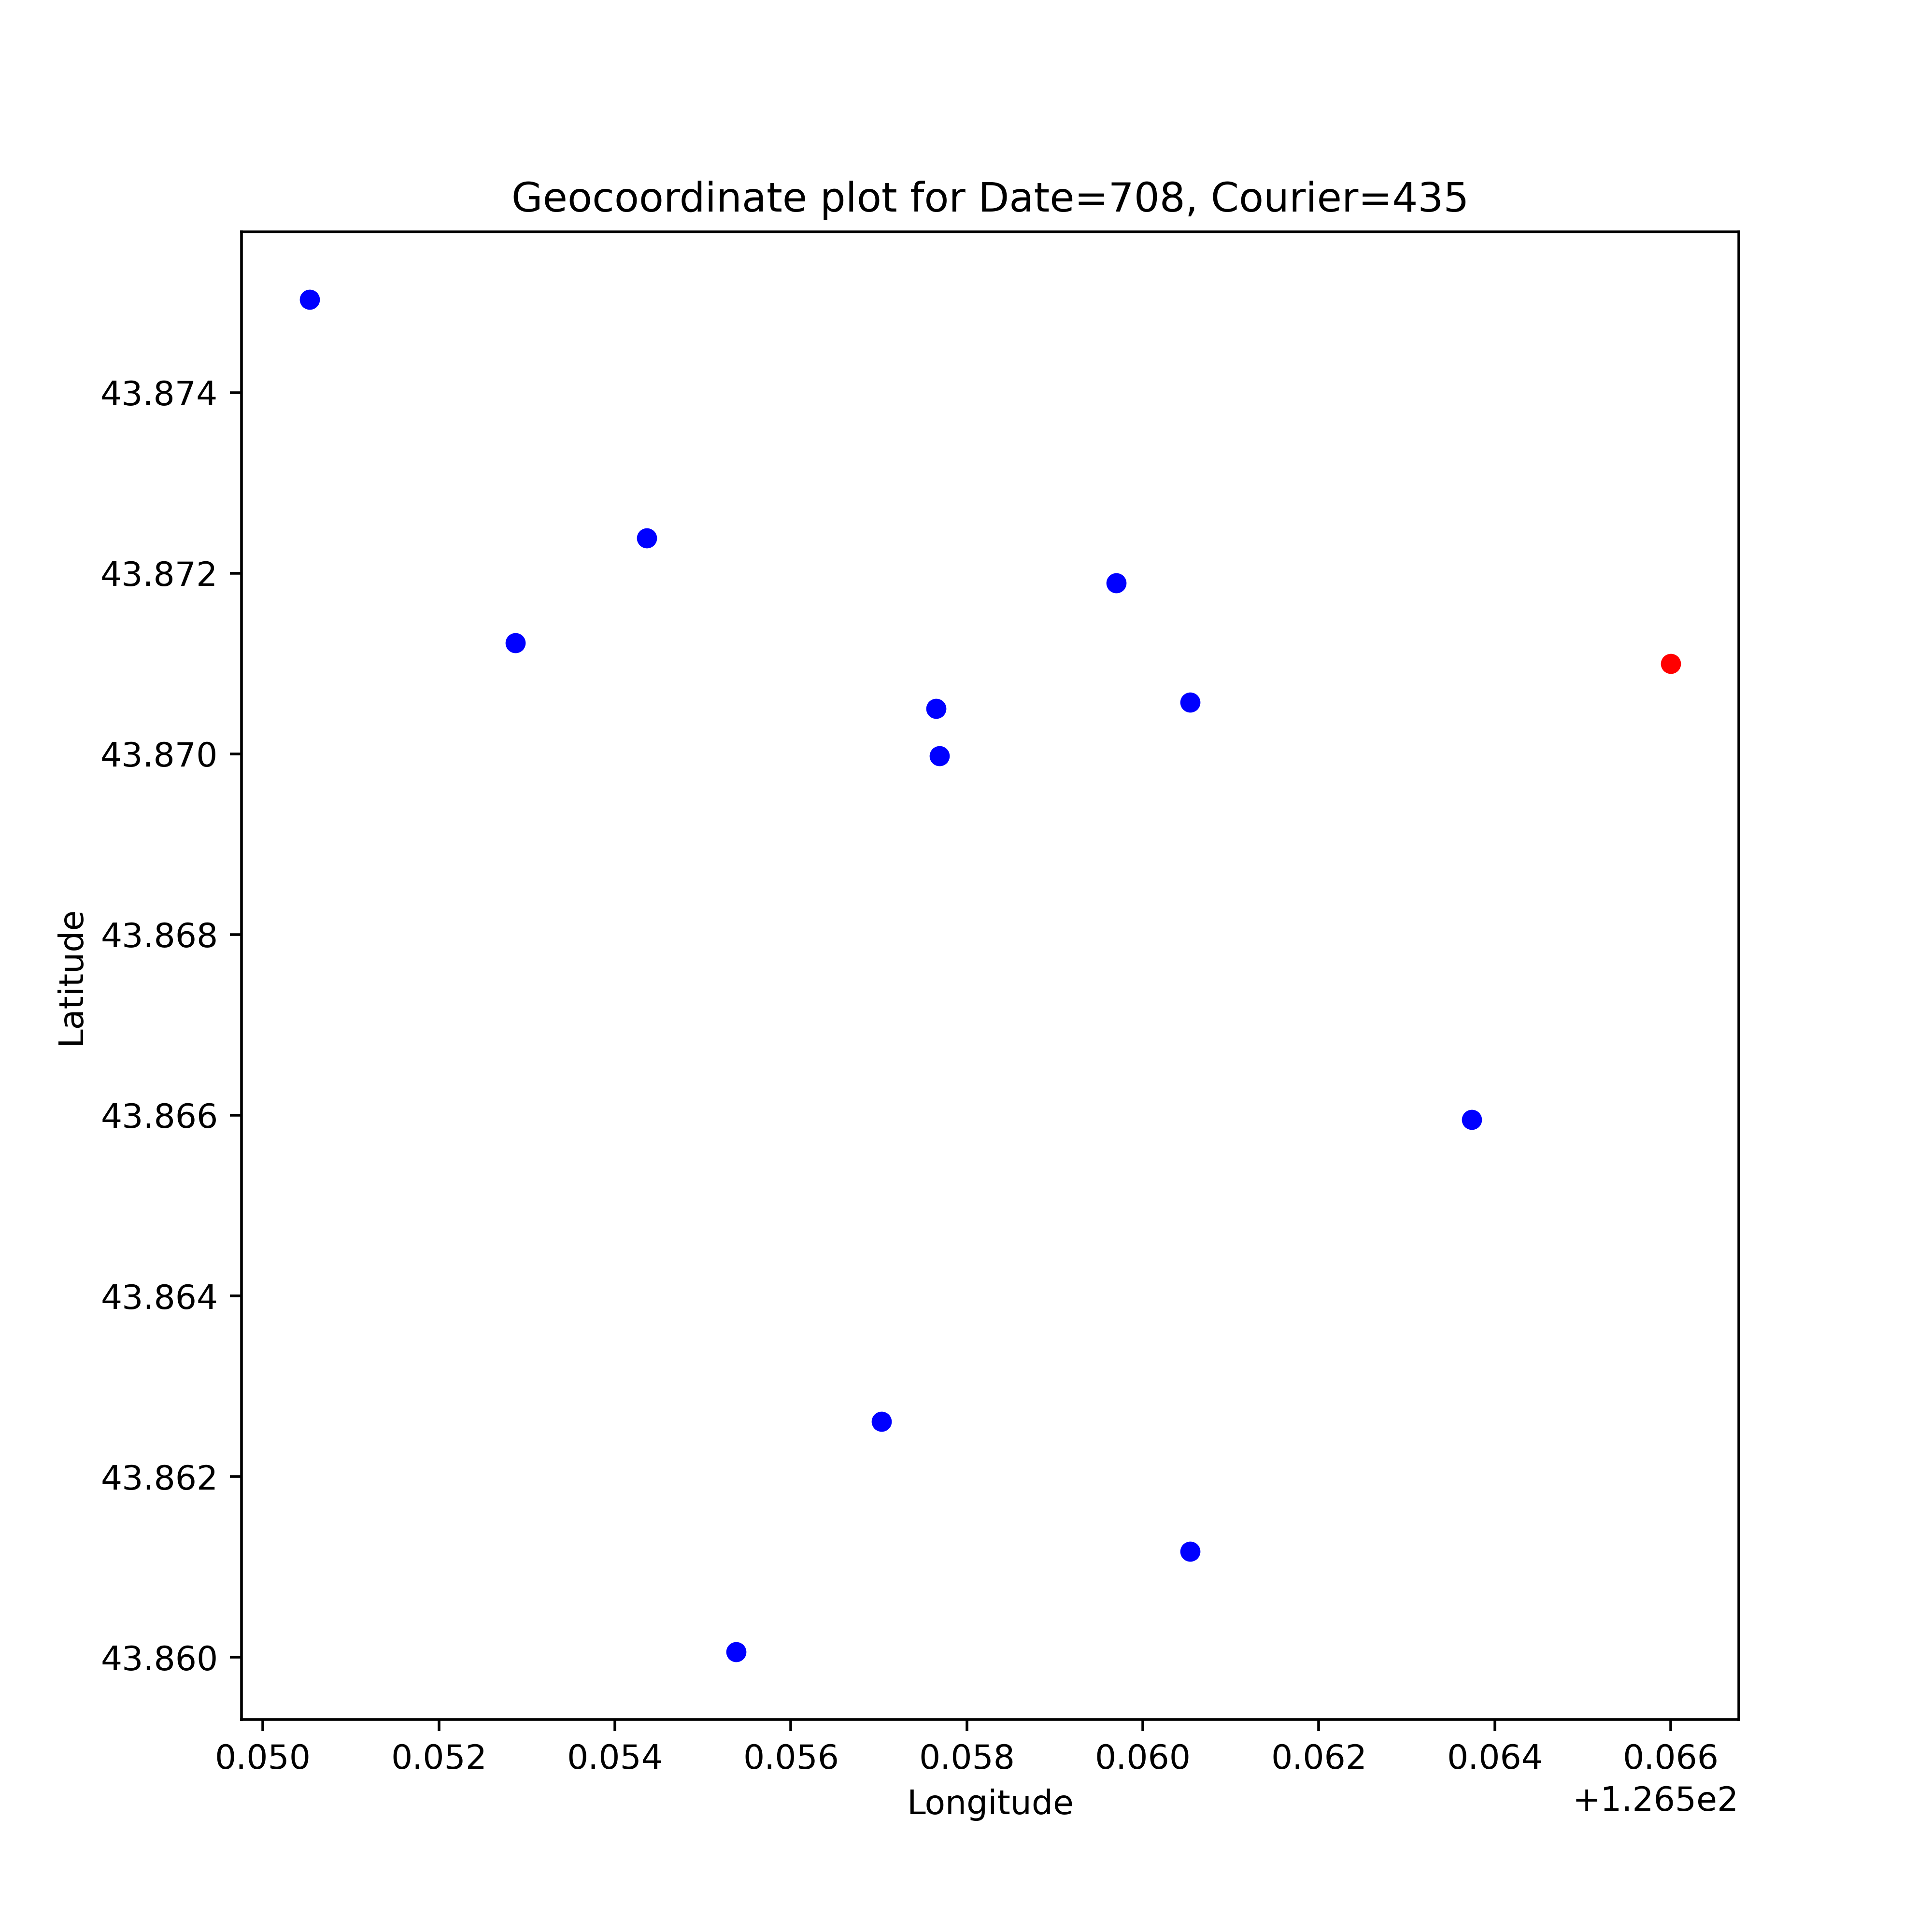 Geocoordinate plot for Date=708, Courier=435
43.874
43.872
43.870
43.868
43.866
43.864
43.862
43.860
Latitude
0.050 0.052 0.054 0.056 0.058 0.060 0.062 0.064 0.066
+1.265e2
Longitude